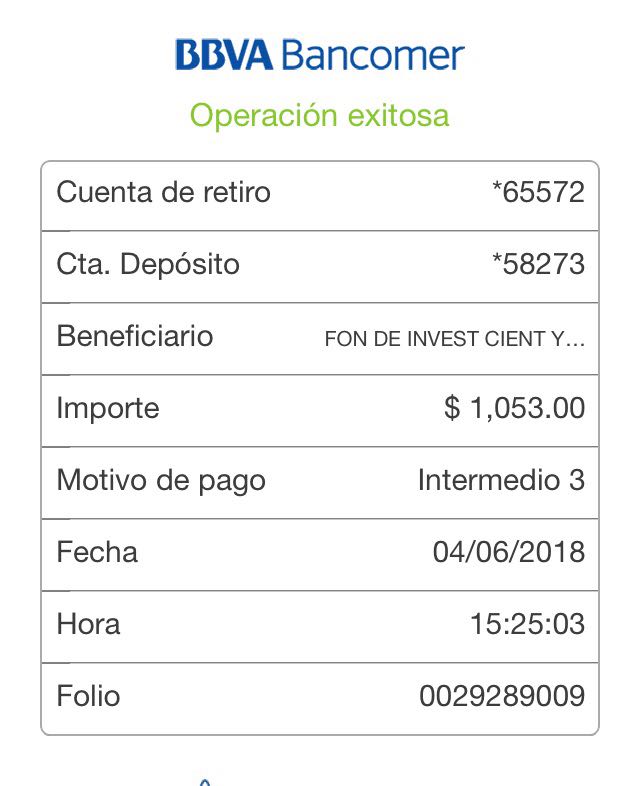 BBVA Bancomer
Operación exitosa
Cuenta de retiro *65572
Cta. Depósito *58273
Beneficiario FON DE INVEST CIENT Y...
Importe $ 1,053.00
Motivo de pago Intermedio 3
Fecha 04/06/2018
Hora 15:25:03
Folio 0029289009